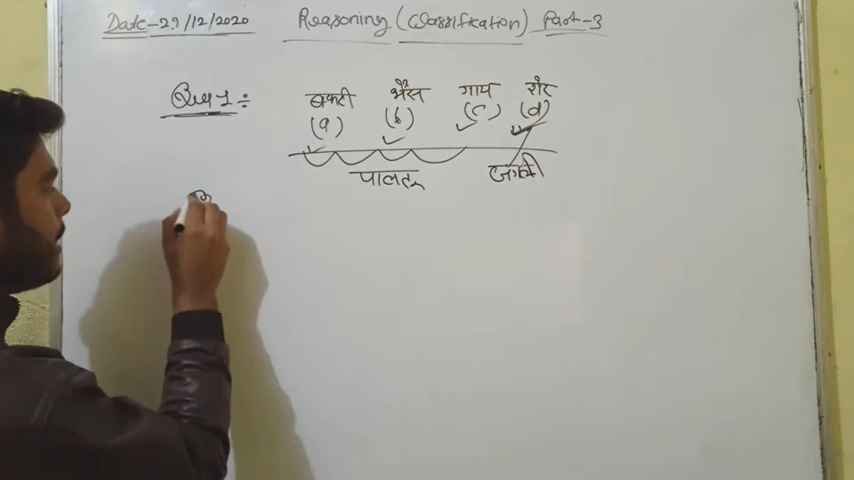 Date-29/12/2020 Reasoning (Classification) Part-3
Que 1÷ बकरी भैंस गाय शेर
(a) (b) (c) (d)
पालतू जंगली